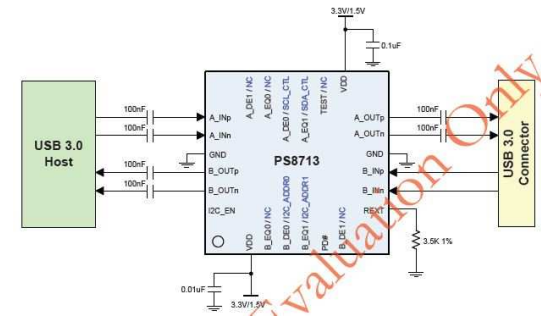 3.3V/1.5V
0.1uF
A_DE1 / NC
A_EQ0 / NC
A_DE0 / SCL_CTL
A_EQ1 / SDA_CTL
TEST / NC
VDD
USB 3.0
Host
100nF
100nF
100nF
100nF
A_INp
A_INn
GND
B_OUTp
B_OUTn
I2C_EN
PS8713
A_OUTp
A_OUTn
GND
B_INp
B_INn
REXT
100nF
100nF
USB 3.0
Connector
3.5K 1%
VDD
B_EQ0 / NC
B_DE0 / I2C_ADDR0
B_EQ1 / I2C_ADDR1
PD#
B_DE1 / NC
0.01uF
3.3V/1.5V
Evaluation Only